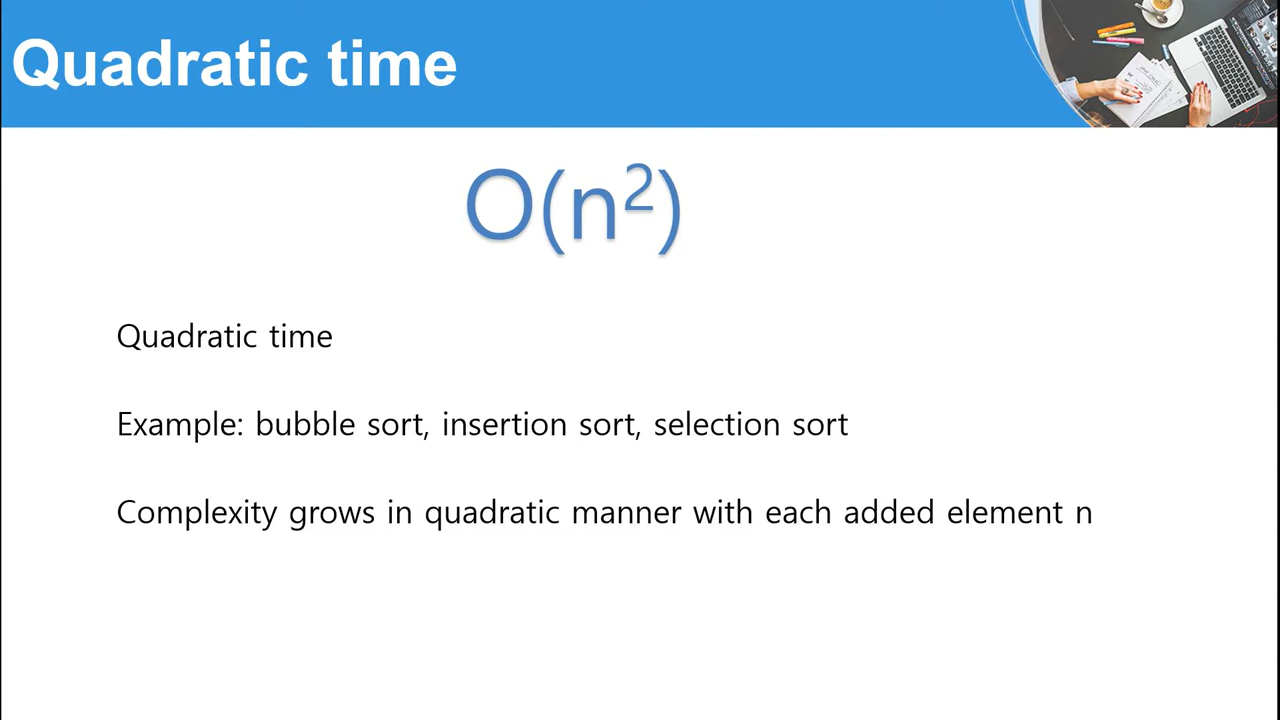 Quadratic time
O(n²)
Quadratic time
Example: bubble sort, insertion sort, selection sort
Complexity grows in quadratic manner with each added element n